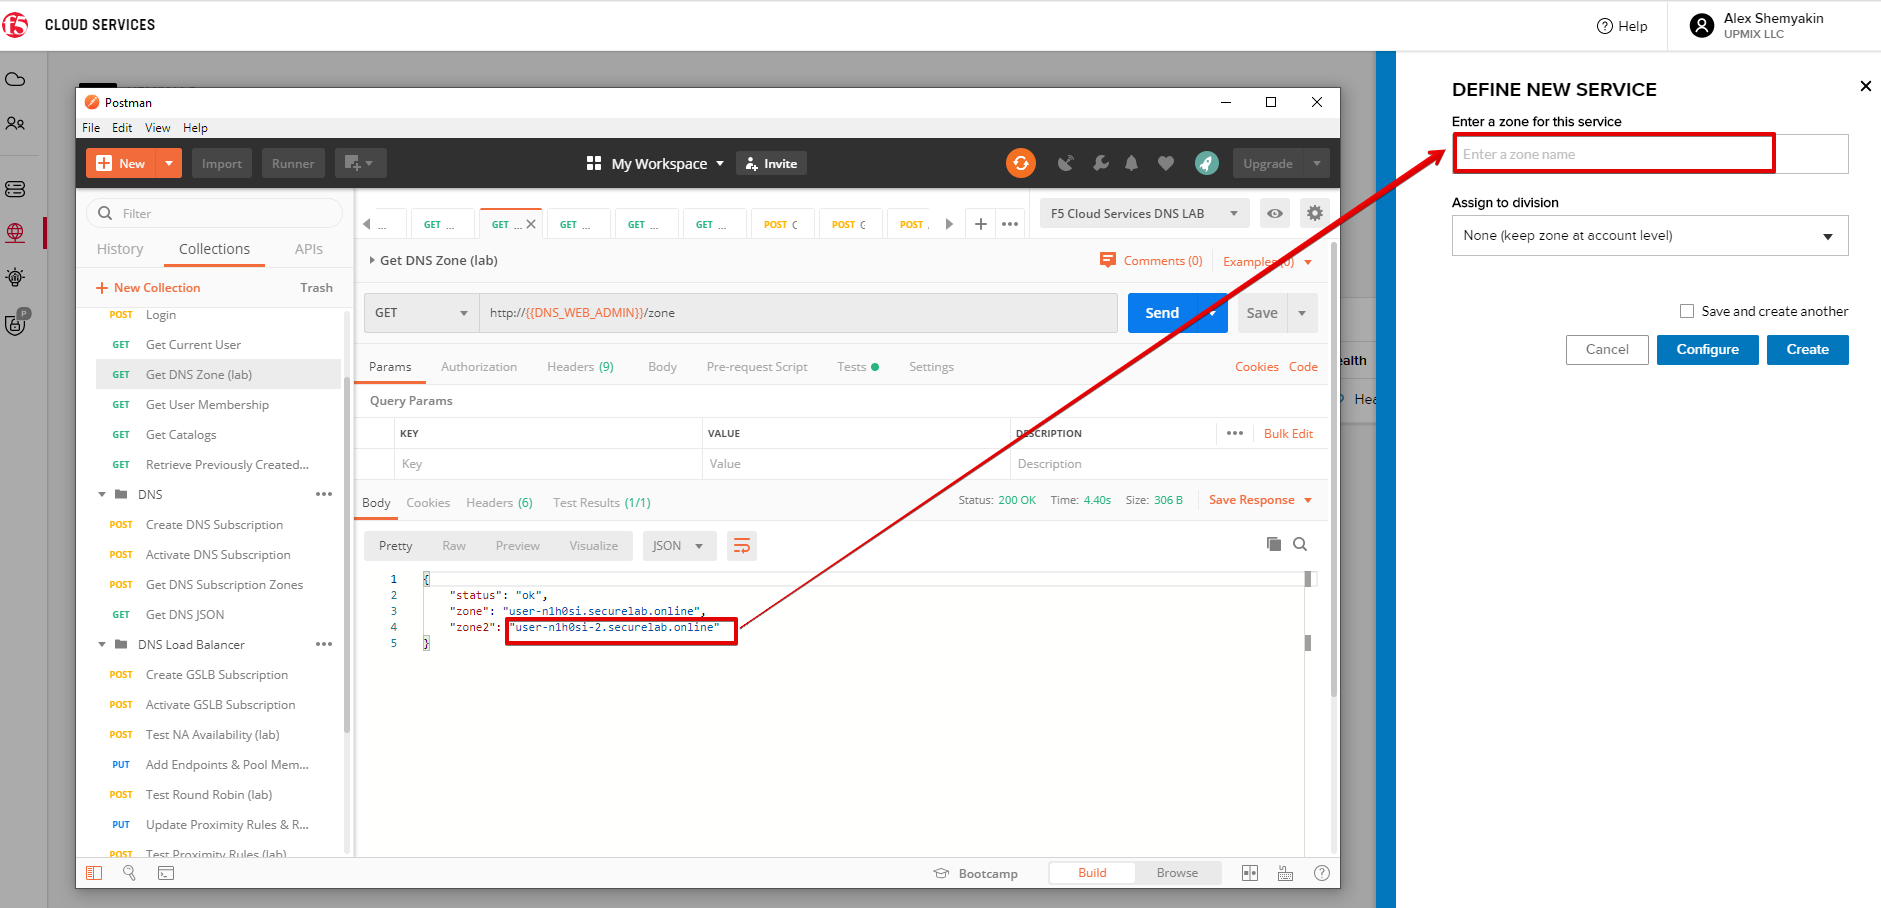 f5 CLOUD SERVICES
Help
Alex Shemyakin
UPMIX LLC
P
Postman
File Edit View Help
New
Import
Runner
My Workspace
Invite
Upgrade
Filter
History Collections APIs
New Collection
Trash
POST Login
GET Get Current User
GET Get DNS Zone (lab)
GET Get User Membership
GET Get Catalogs
GET Retrieve Previously Created...
DNS
POST Create DNS Subscription
POST Activate DNS Subscription
POST Get DNS Subscription Zones
GET Get DNS JSON
DNS Load Balancer
POST Create GSLB Subscription
POST Activate GSLB Subscription
POST Test NA Availability (lab)
PUT Add Endpoints & Pool Mem...
POST Test Round Robin (lab)
PUT Update Proximity Rules & R...
POST Test Proximity Rules (lab)
... GET ... GET ... GET ... GET ... GET ... POST C POST G POST .
F5 Cloud Services DNS LAB
Get DNS Zone (lab)
Comments (0)
Examples (0)
GET
http://{{DNS_WEB_ADMIN}}/zone
Send
Save
Params Authorization Headers (9) Body Pre-request Script Tests Settings
Cookies Code
Query Params
KEY VALUE DESCRIPTION
Bulk Edit
Key Value Description
Body Cookies Headers (6) Test Results (1/1)
Status: 200 OK Time: 4.40s Size: 306 B
Save Response
Pretty Raw Preview Visualize JSON
1 {
2 "status": "ok",
3 "zone": "user-n1h0si.securelab.online",
4 "zone2": "user-n1h0si-2.securelab.online"
5 }
Bootcamp
Build Browse
ealth
Hea
DEFINE NEW SERVICE
Enter a zone for this service
Enter a zone name
Assign to division
None (keep zone at account level)
Save and create another
Cancel Configure Create